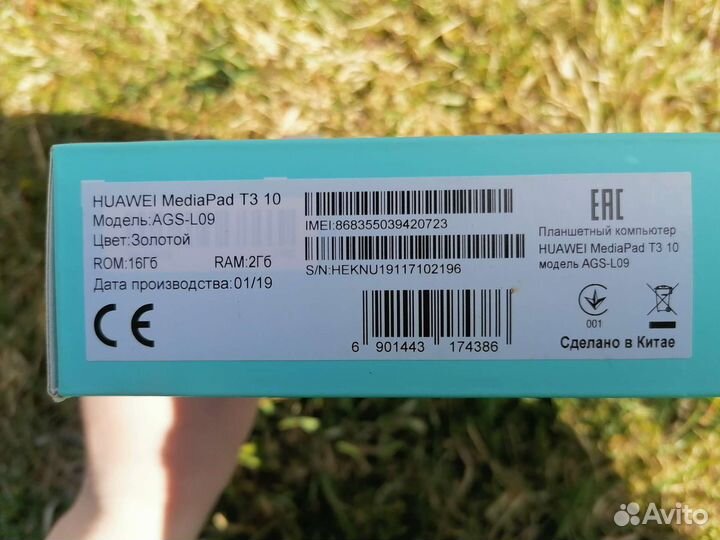 HUAWEI MediaPad T3 10
Модель:AGS-L09
Цвет:Золотой
ROM:16Гб RAM:2Гб
Дата производства:01/19
CE
IMEI:868355039420723
S/N:HEKNU19117102196
6 901443 174386
EAC
Планшетный компьютер
HUAWEI MediaPad T3 10
модель AGS-L09
001
Сделано в Китае
Avito